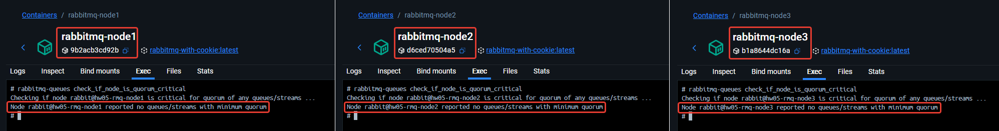 Containers / rabbitmq-node1
rabbitmq-node1
9b2acb3cd92b rabbitmq-with-cookie:latest
Logs Inspect Bind mounts Exec Files Stats
# rabbitmq-queues check_if_node_is_quorum_critical
Checking if node rabbit@hw05-rmq-node1 is critical for quorum of any queues/streams ...
Node rabbit@hw05-rmq-node1 reported no queues/streams with minimum quorum
#
Containers / rabbitmq-node2
rabbitmq-node2
d6ced70504a5 rabbitmq-with-cookie:latest
Logs Inspect Bind mounts Exec Files Stats
# rabbitmq-queues check_if_node_is_quorum_critical
Checking if node rabbit@hw05-rmq-node2 is critical for quorum of any queues/streams ...
Node rabbit@hw05-rmq-node2 reported no queues/streams with minimum quorum
#
Containers / rabbitmq-node3
rabbitmq-node3
b1a8644dc16a rabbitmq-with-cookie:latest
Logs Inspect Bind mounts Exec Files Stats
# rabbitmq-queues check_if_node_is_quorum_critical
Checking if node rabbit@hw05-rmq-node3 is critical for quorum of any queues/streams ...
Node rabbit@hw05-rmq-node3 reported no queues/streams with minimum quorum
#